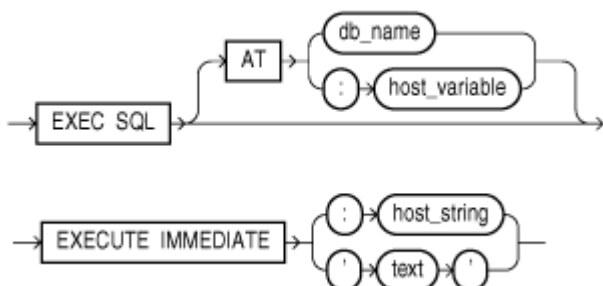 db_name
AT
: host_variable
EXEC SQL
: host_string
EXECUTE IMMEDIATE
' text '